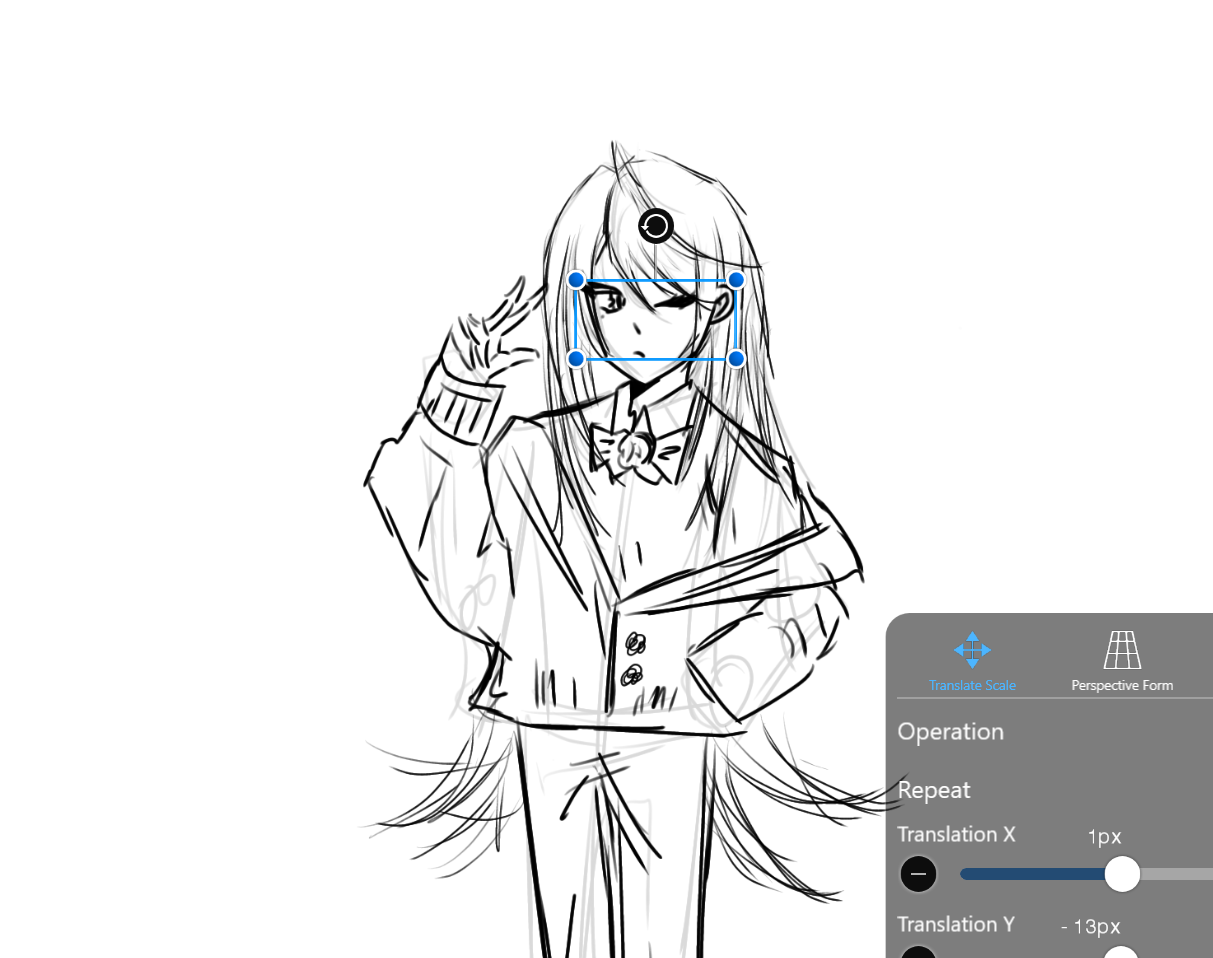 Translate Scale
Perspective Form
Operation
Repeat
Translation X
1px
Translation Y
- 13px